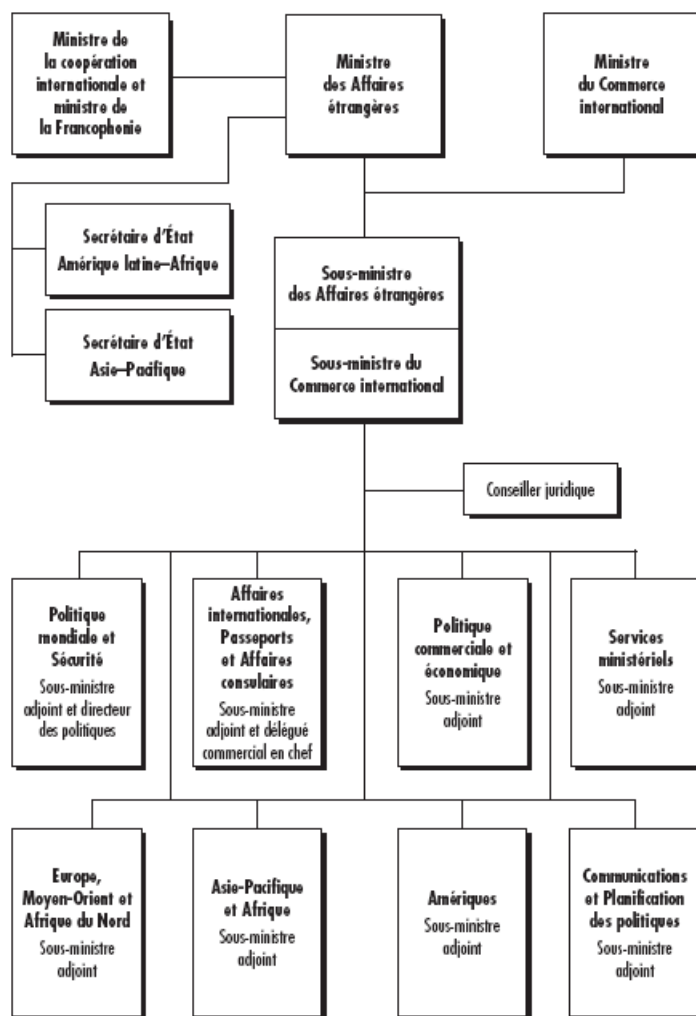 Ministre de
la coopération
internationale et
ministre de
la Francophonie
Ministre
des Affaires
étrangères
Ministre
du Commerce
international
Secrétaire d'État
Amérique latine–Afrique
Secrétaire d'État
Asie–Pacifique
Sous-ministre
des Affaires étrangères
Sous-ministre du
Commerce international
Conseiller juridique
Politique
mondiale et
Sécurité
Sous-ministre
adjoint et directeur
des politiques
Affaires
internationales,
Passeports
et Affaires
consulaires
Sous-ministre
adjoint et délégué
commercial en chef
Politique
commerciale et
économique
Sous-ministre
adjoint
Services
ministériels
Sous-ministre
adjoint
Europe,
Moyen-Orient et
Afrique du Nord
Sous-ministre
adjoint
Asie-Pacifique
et Afrique
Sous-ministre
adjoint
Amériques
Sous-ministre
adjoint
Communications
et Planification
des politiques
Sous-ministre
adjoint